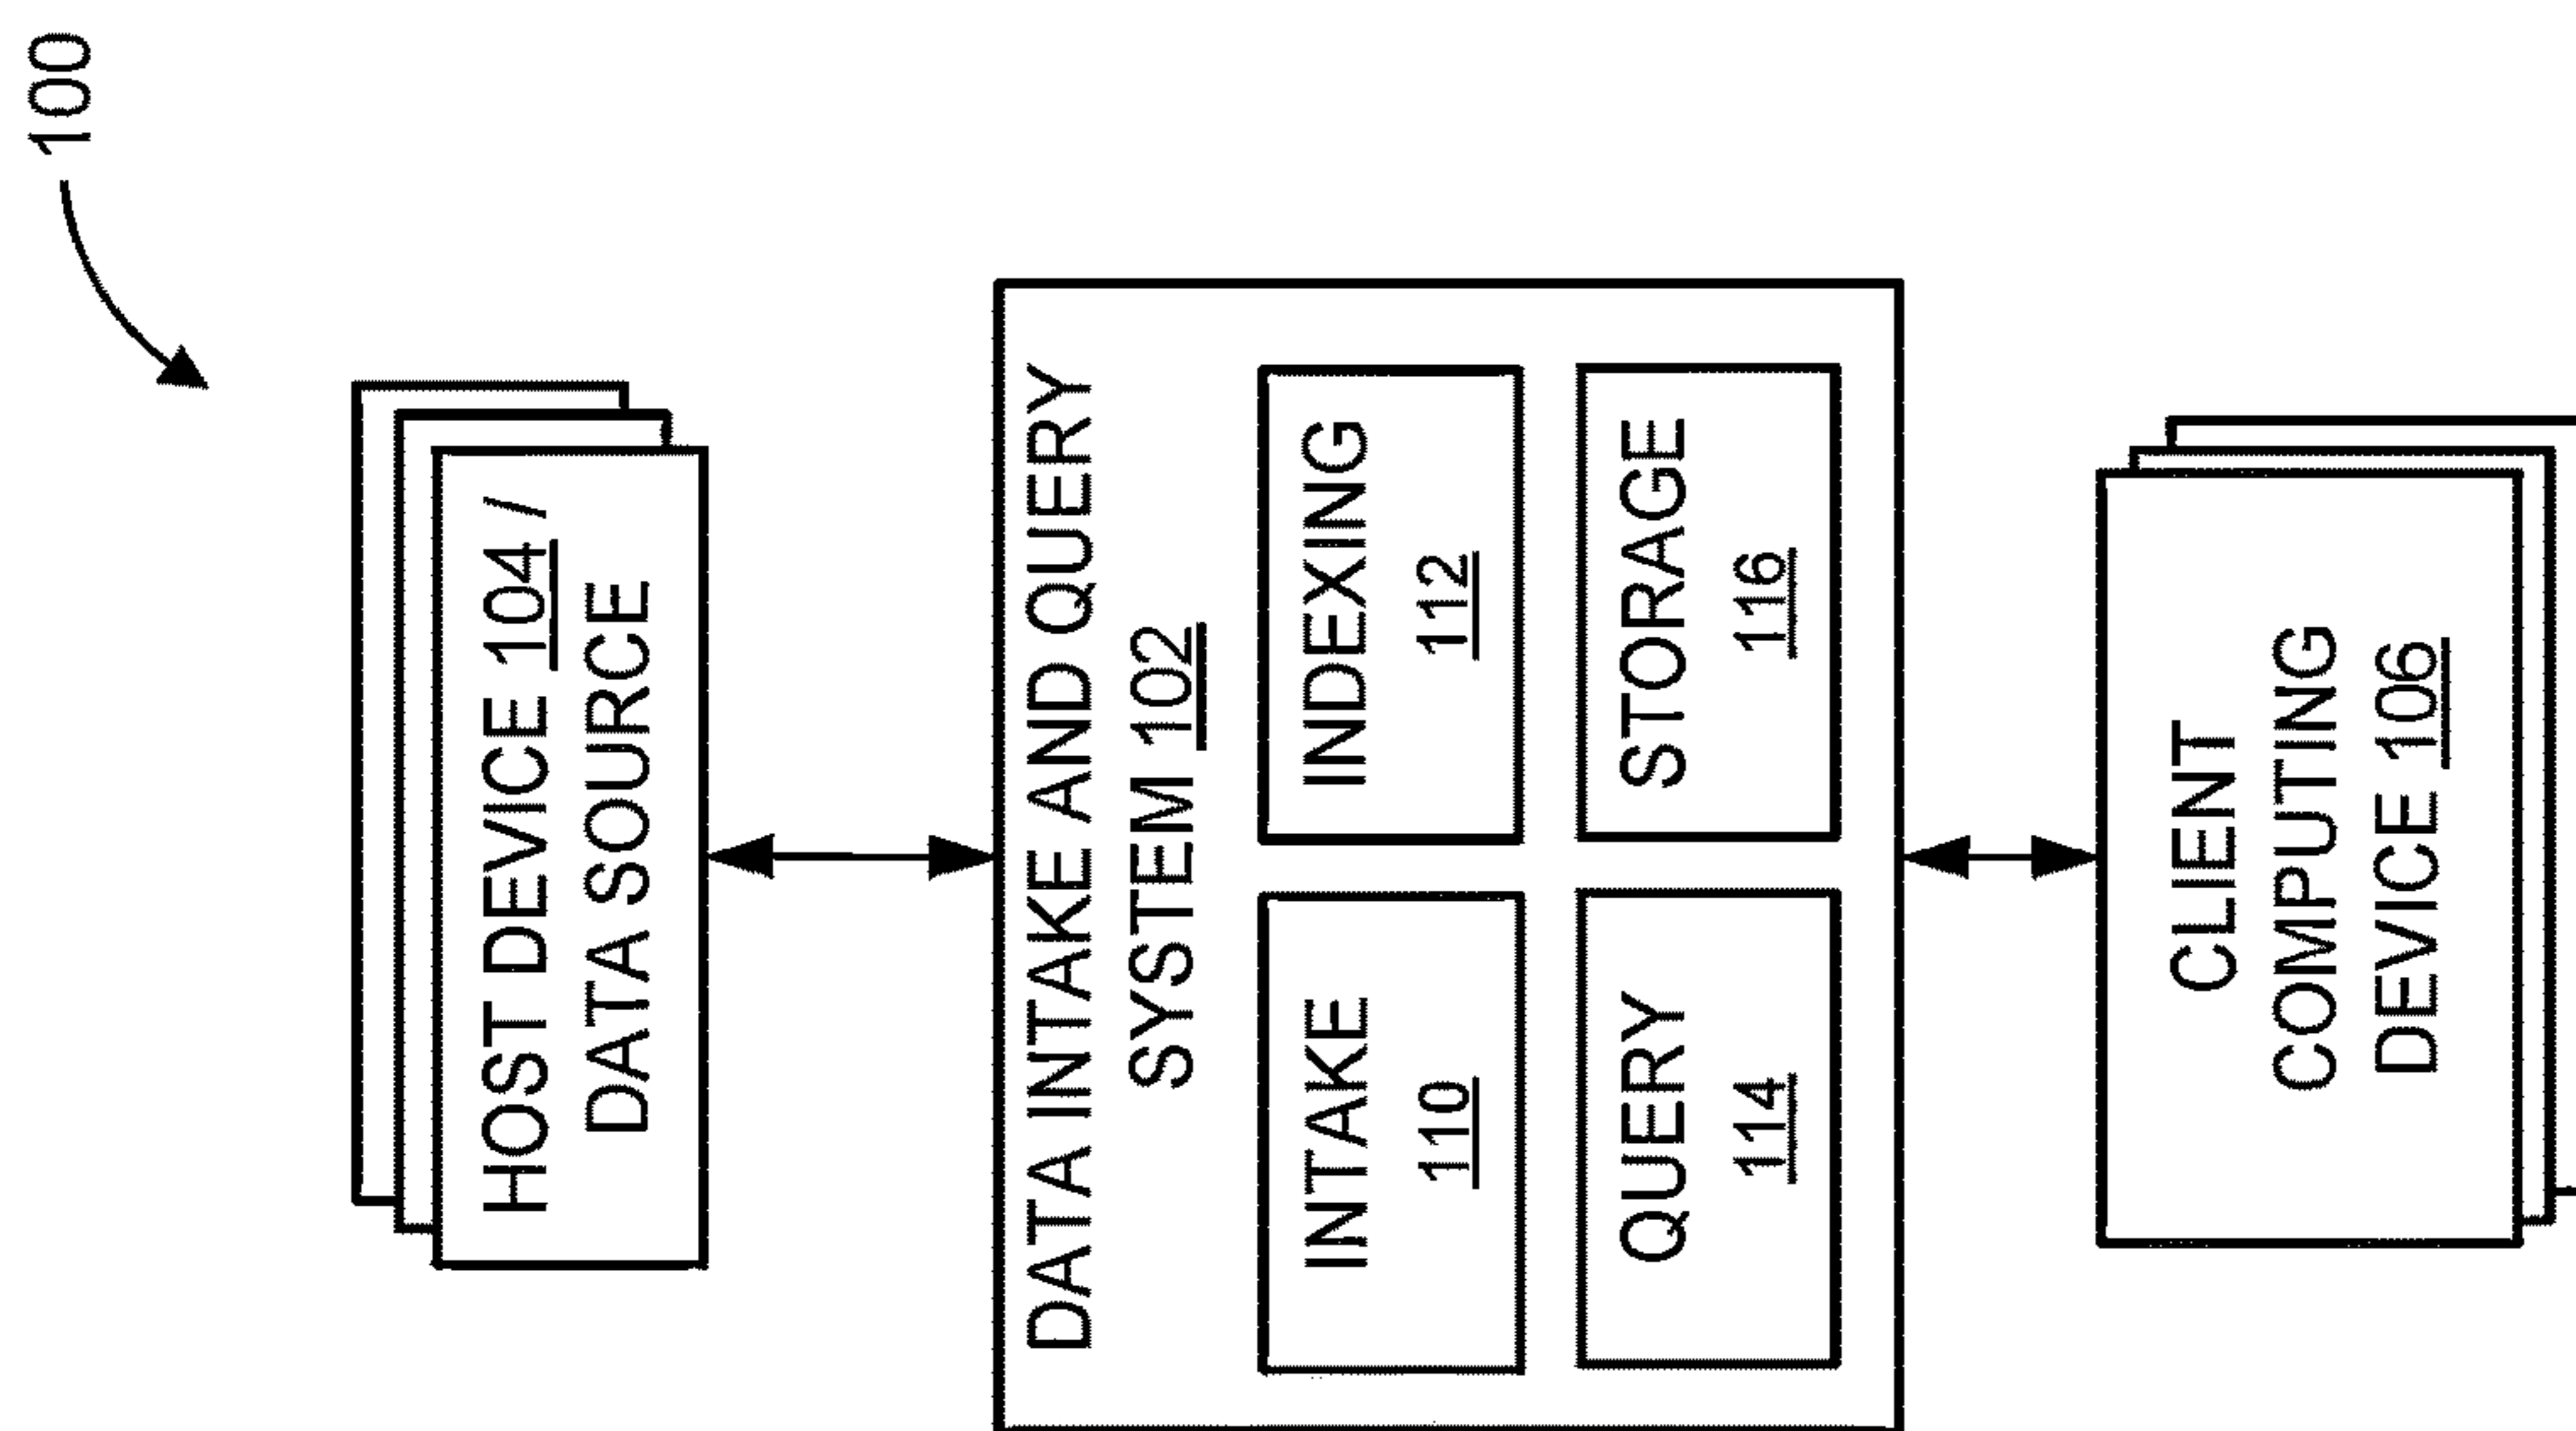 100
HOST DEVICE 104 /
DATA SOURCE
DATA INTAKE AND QUERY
SYSTEM 102
INTAKE
110
INDEXING
112
QUERY
114
STORAGE
116
CLIENT
COMPUTING
DEVICE 106